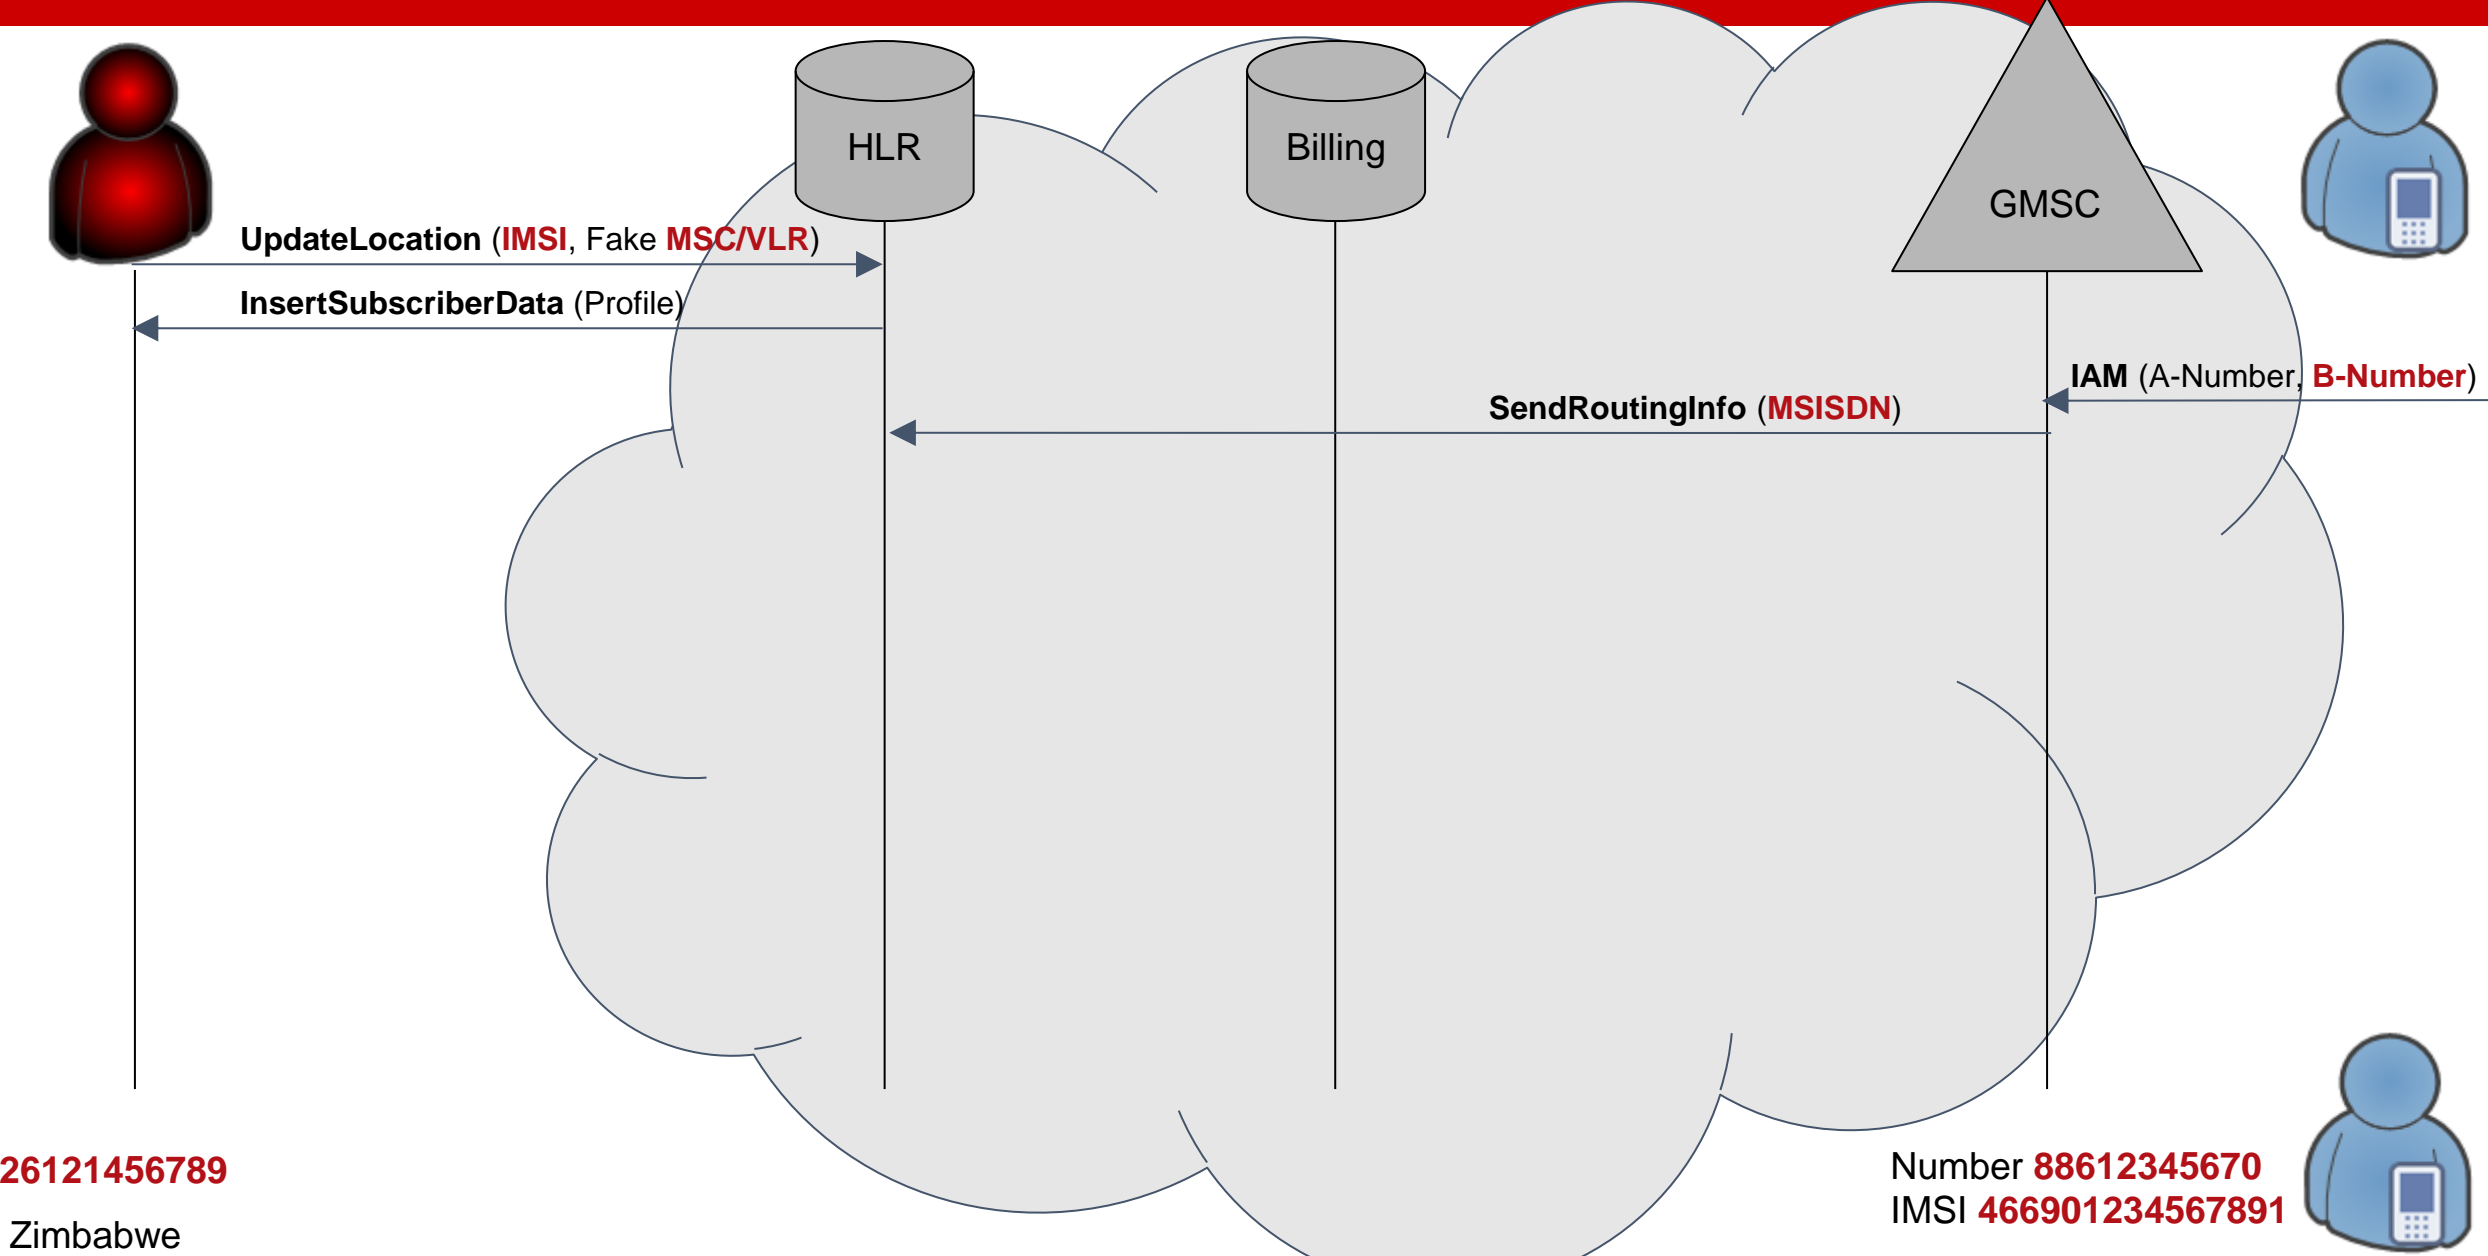 HLR
Billing
GMSC
UpdateLocation (IMSI, Fake MSC/VLR)
InsertSubscriberData (Profile)
IAM (A-Number, B-Number)
SendRoutingInfo (MSISDN)
26121456789
Zimbabwe
Number 88612345670
IMSI 466901234567891